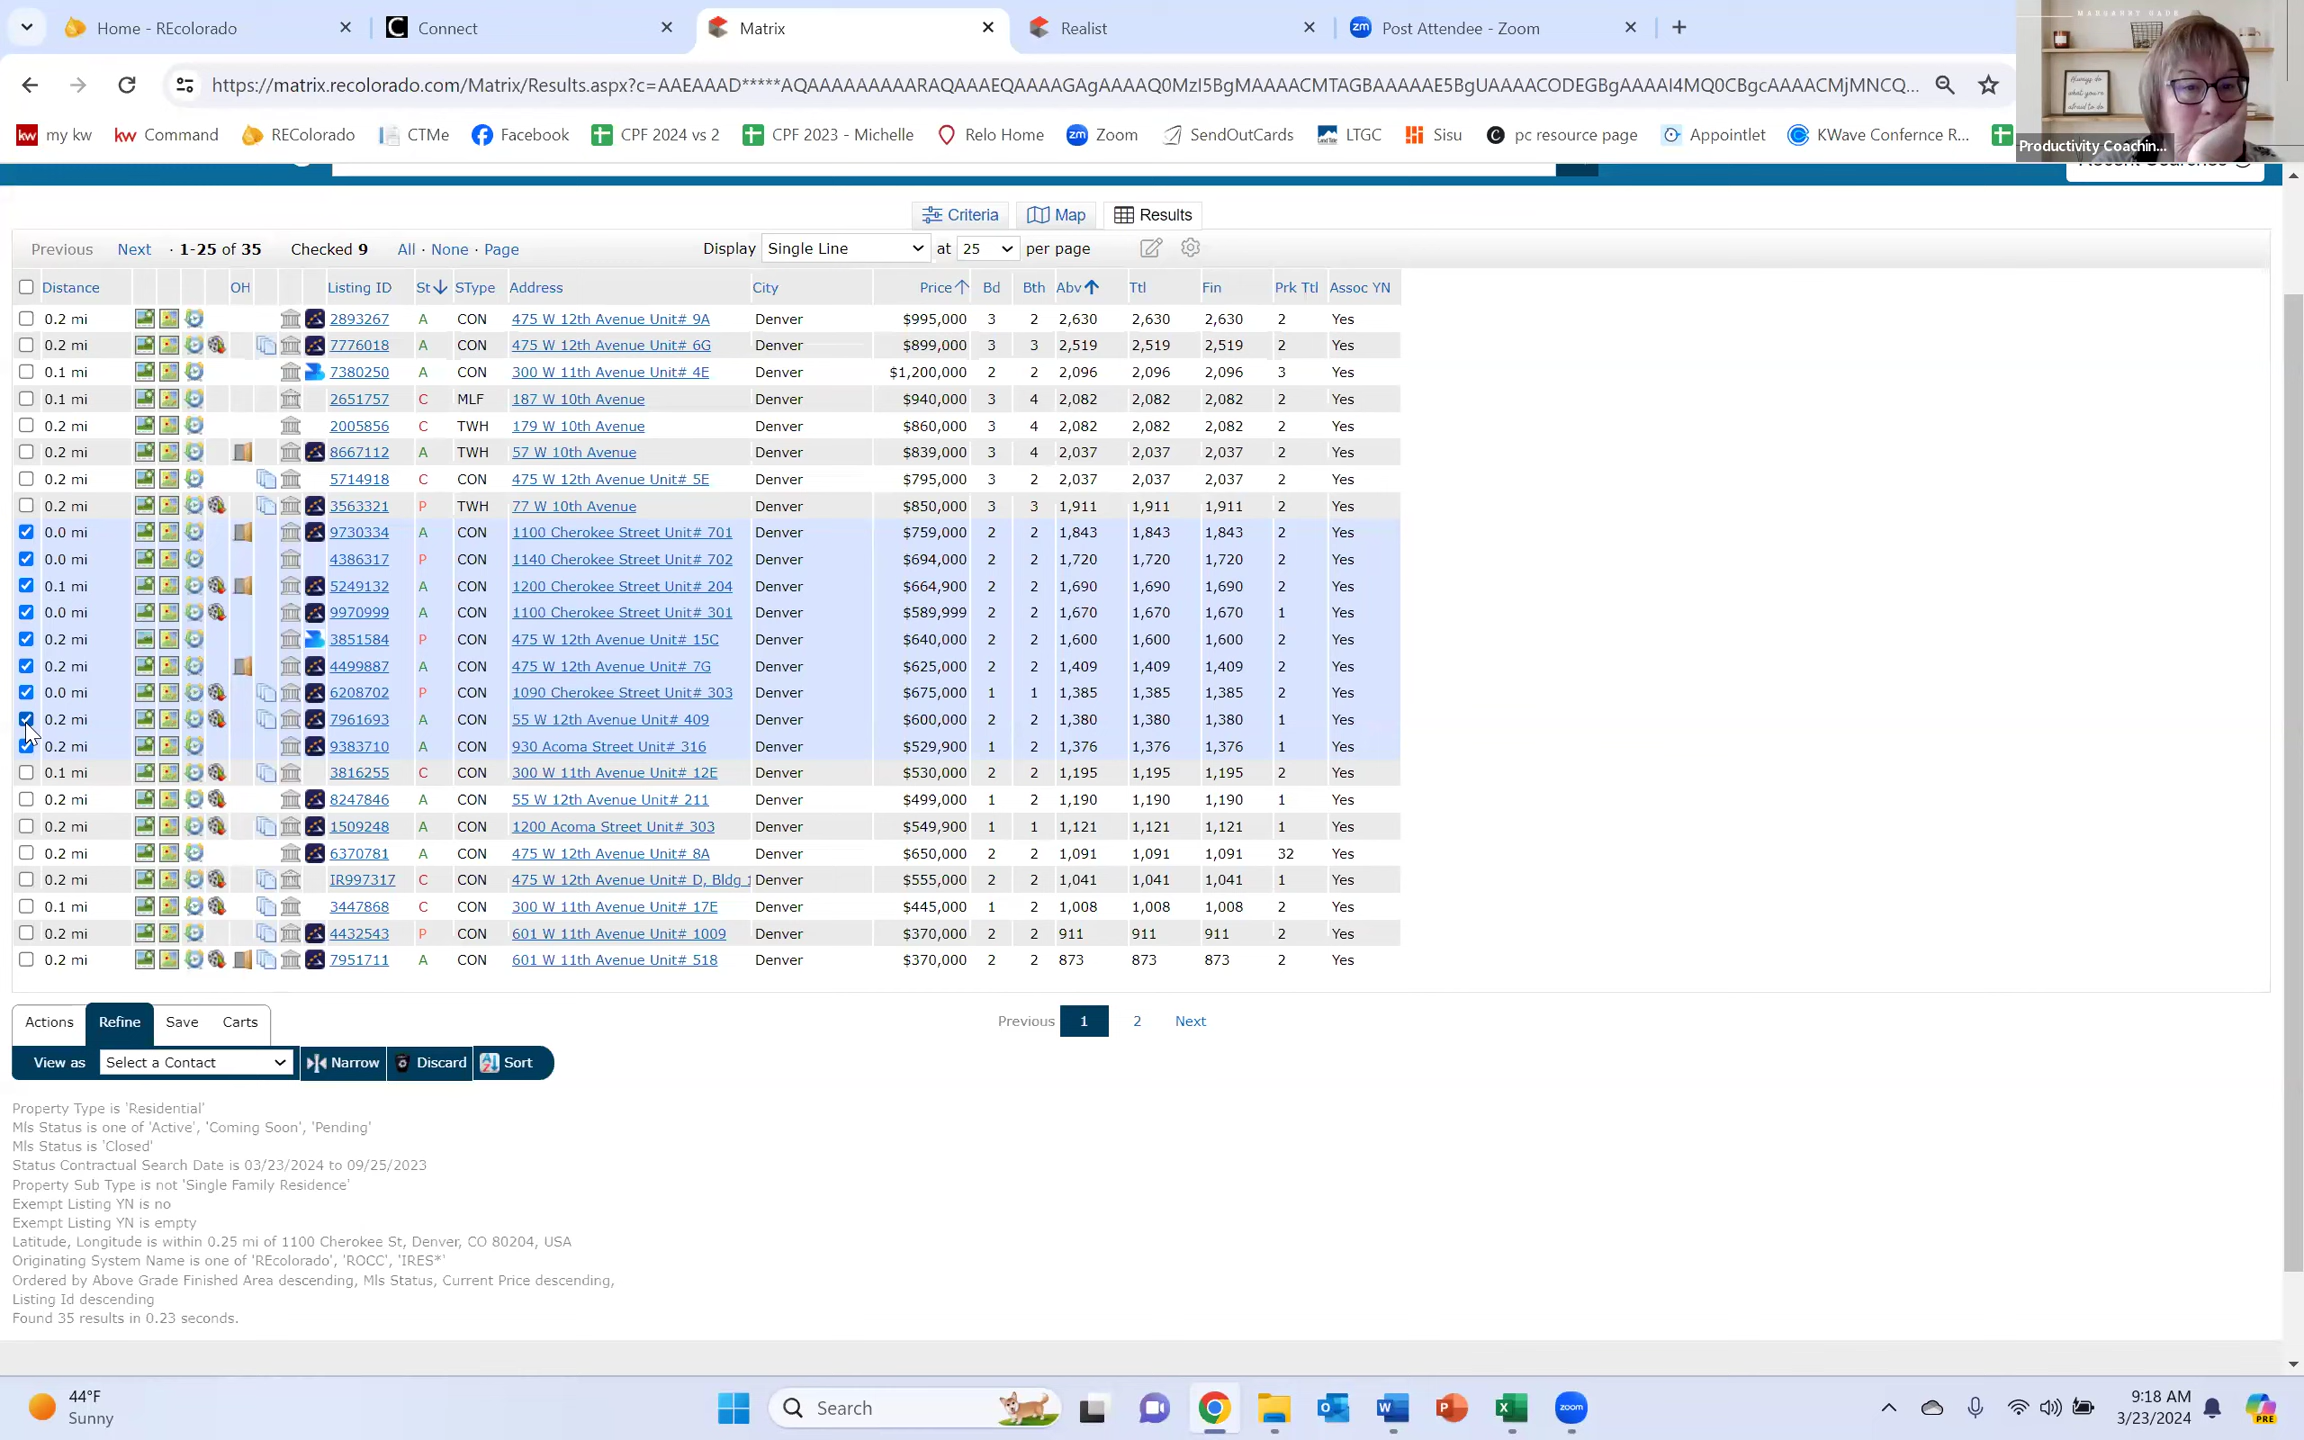 Home - REcolorado
Connect
Matrix
Realist
Post Attendee - Zoom
https://matrix.recolorado.com/Matrix/Results.aspx?c=AAEAAAD*****AQAAAAAAAAARAQAAAEQAAAAGAgAAAAQ0MzI5BgMAAAACMTAGBAAAAAE5BgUAAAACODEGBgAAAAI4MQ0CBgcAAAACMjMNCQ...
my kw
Command
REColorado
CTMe
Facebook
CPF 2024 vs 2
CPF 2023 - Michelle
Relo Home
Zoom
SendOutCards
LTGC
Sisu
pc resource page
Appointlet
KWave Confernce R...
Productivity Coachin...
Criteria
Map
Results
Previous Next · 1-25 of 35 Checked 9 All · None · Page
Display Single Line at 25 per page
Distance OH Listing ID St SType Address City Price Bd Bth Abv Ttl Fin Prk Ttl Assoc YN
0.2 mi 2893267 A CON 475 W 12th Avenue Unit# 9A Denver $995,000 3 2 2,630 2,630 2,630 2 Yes
0.2 mi 7776018 A CON 475 W 12th Avenue Unit# 6G Denver $899,000 3 3 2,519 2,519 2,519 2 Yes
0.1 mi 7380250 A CON 300 W 11th Avenue Unit# 4E Denver $1,200,000 2 2 2,096 2,096 2,096 3 Yes
0.1 mi 2651757 C MLF 187 W 10th Avenue Denver $940,000 3 4 2,082 2,082 2,082 2 Yes
0.2 mi 2005856 C TWH 179 W 10th Avenue Denver $860,000 3 4 2,082 2,082 2,082 2 Yes
0.2 mi 8667112 A TWH 57 W 10th Avenue Denver $839,000 3 4 2,037 2,037 2,037 2 Yes
0.2 mi 5714918 C CON 475 W 12th Avenue Unit# 5E Denver $795,000 3 2 2,037 2,037 2,037 2 Yes
0.2 mi 3563321 P TWH 77 W 10th Avenue Denver $850,000 3 3 1,911 1,911 1,911 2 Yes
0.0 mi 9730334 A CON 1100 Cherokee Street Unit# 701 Denver $759,000 2 2 1,843 1,843 1,843 2 Yes
0.0 mi 4386317 P CON 1140 Cherokee Street Unit# 702 Denver $694,000 2 2 1,720 1,720 1,720 2 Yes
0.1 mi 5249132 A CON 1200 Cherokee Street Unit# 204 Denver $664,900 2 2 1,690 1,690 1,690 2 Yes
0.0 mi 9970999 A CON 1100 Cherokee Street Unit# 301 Denver $589,999 2 2 1,670 1,670 1,670 1 Yes
0.2 mi 3851584 P CON 475 W 12th Avenue Unit# 15C Denver $640,000 2 2 1,600 1,600 1,600 2 Yes
0.2 mi 4499887 A CON 475 W 12th Avenue Unit# 7G Denver $625,000 2 2 1,409 1,409 1,409 2 Yes
0.0 mi 6208702 P CON 1090 Cherokee Street Unit# 303 Denver $675,000 1 1 1,385 1,385 1,385 2 Yes
0.2 mi 7961693 A CON 55 W 12th Avenue Unit# 409 Denver $600,000 2 2 1,380 1,380 1,380 1 Yes
0.2 mi 9383710 A CON 930 Acoma Street Unit# 316 Denver $529,900 1 2 1,376 1,376 1,376 1 Yes
0.1 mi 3816255 C CON 300 W 11th Avenue Unit# 12E Denver $530,000 2 2 1,195 1,195 1,195 2 Yes
0.2 mi 8247846 A CON 55 W 12th Avenue Unit# 211 Denver $499,000 1 2 1,190 1,190 1,190 1 Yes
0.2 mi 1509248 A CON 1200 Acoma Street Unit# 303 Denver $549,900 1 1 1,121 1,121 1,121 1 Yes
0.2 mi 6370781 A CON 475 W 12th Avenue Unit# 8A Denver $650,000 2 2 1,091 1,091 1,091 32 Yes
0.2 mi IR997317 C CON 475 W 12th Avenue Unit# D, Bldg 1 Denver $555,000 2 2 1,041 1,041 1,041 1 Yes
0.1 mi 3447868 C CON 300 W 11th Avenue Unit# 17E Denver $445,000 1 2 1,008 1,008 1,008 2 Yes
0.2 mi 4432543 P CON 601 W 11th Avenue Unit# 1009 Denver $370,000 2 2 911 911 911 2 Yes
0.2 mi 7951711 A CON 601 W 11th Avenue Unit# 518 Denver $370,000 2 2 873 873 873 2 Yes
Actions Refine Save Carts
Previous 1 2 Next
View as Select a Contact Narrow Discard Sort
Property Type is 'Residential'
Mls Status is one of 'Active', 'Coming Soon', 'Pending'
Mls Status is 'Closed'
Status Contractual Search Date is 03/23/2024 to 09/25/2023
Property Sub Type is not 'Single Family Residence'
Exempt Listing YN is no
Exempt Listing YN is empty
Latitude, Longitude is within 0.25 mi of 1100 Cherokee St, Denver, CO 80204, USA
Originating System Name is one of 'REcolorado', 'ROCC', 'IRES*'
Ordered by Above Grade Finished Area descending, Mls Status, Current Price descending,
Listing Id descending
Found 35 results in 0.23 seconds.
44°F
Sunny
Search
9:18 AM
3/23/2024